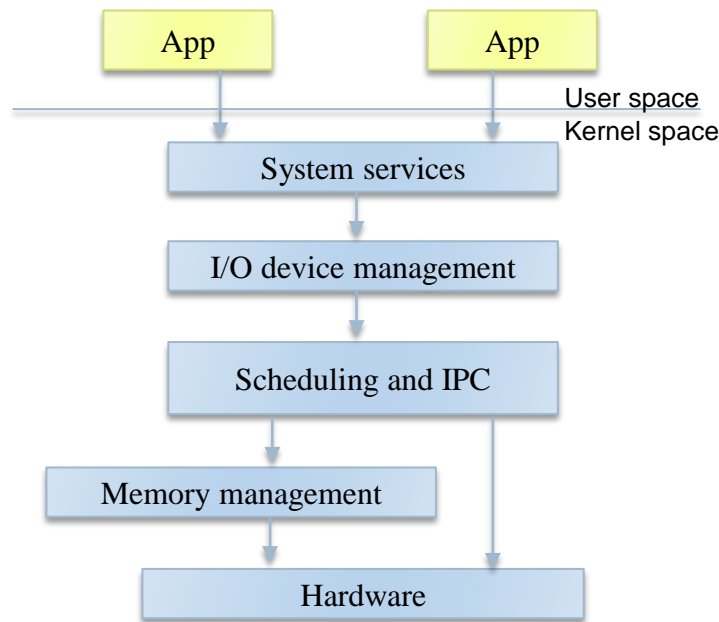 App
App
User space
Kernel space
System services
I/O device management
Scheduling and IPC
Memory management
Hardware